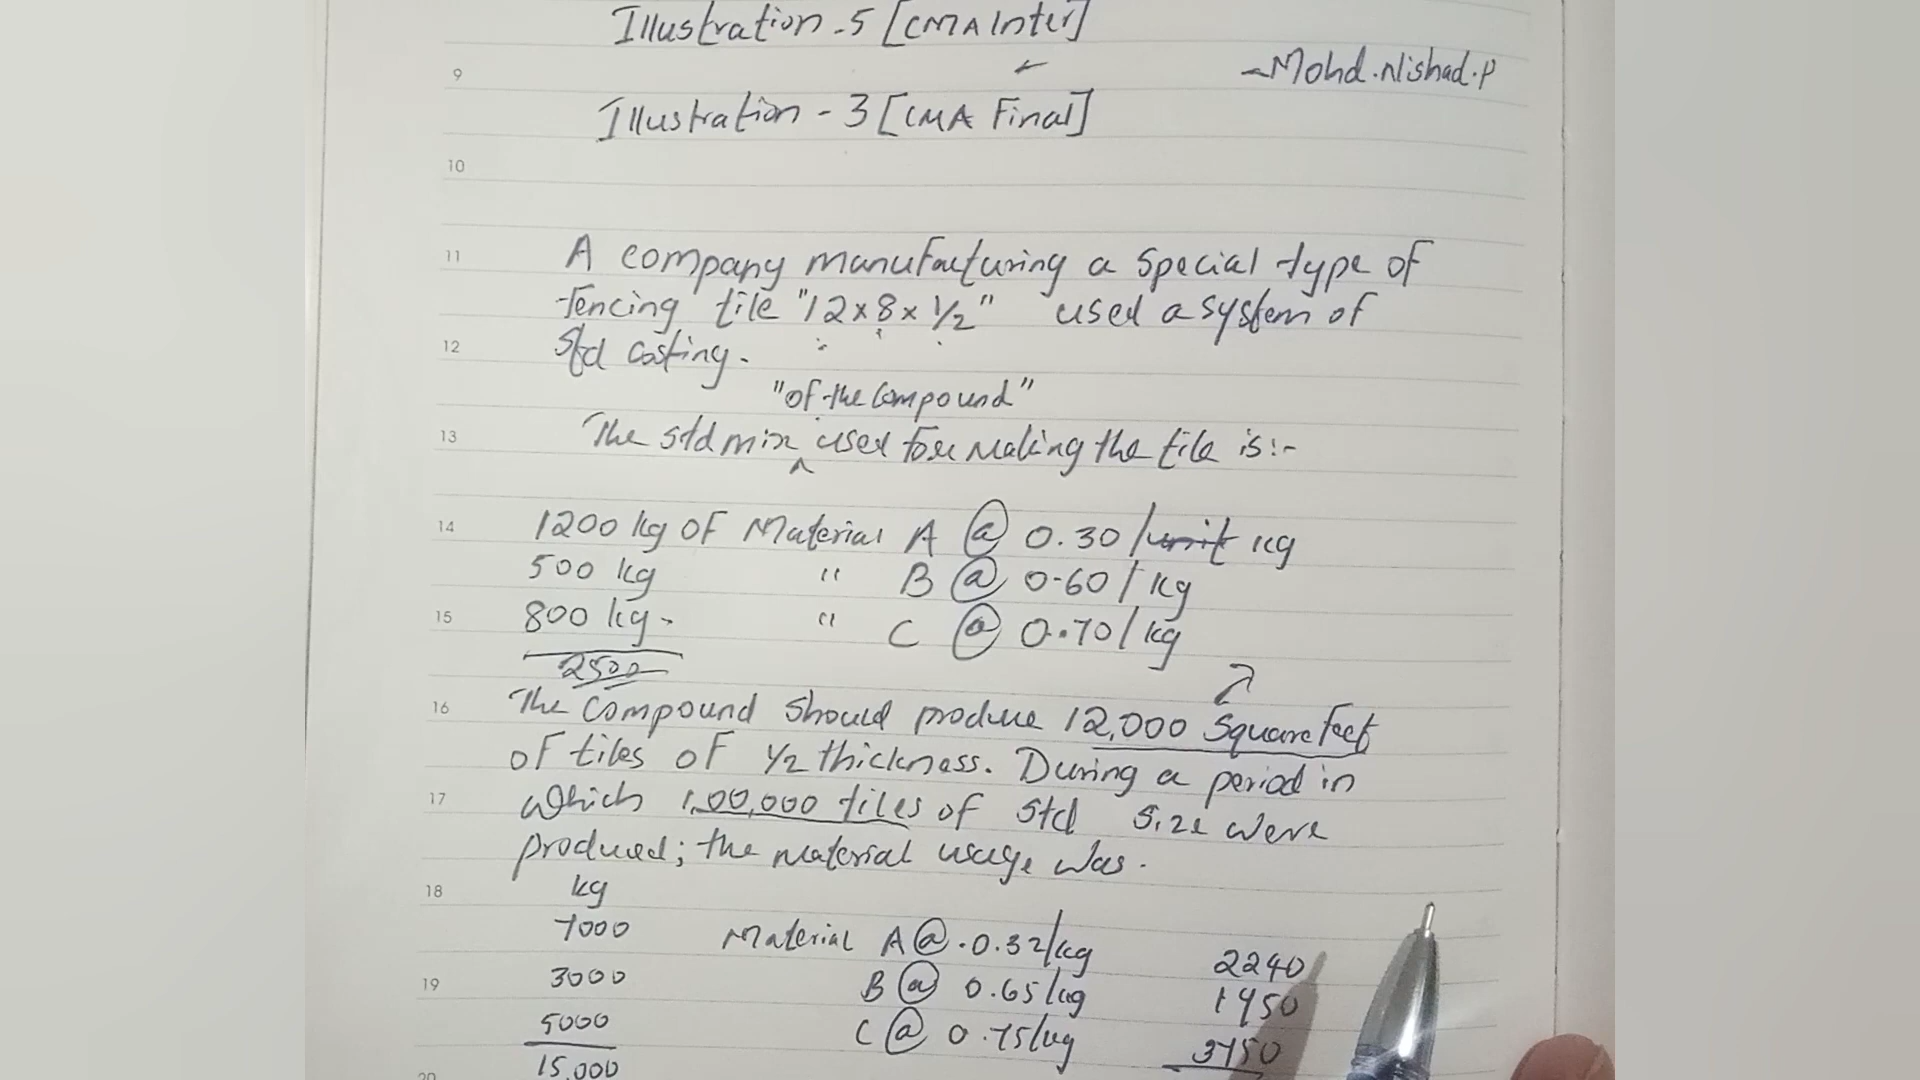 Illustration - 5 [CMA Inter]
9
- Mohd. Nishad. P
Illustration - 3 [CMA Final]
10
11
A company manufacturing a special type of
fencing tile "12 x 8 x 1/2" used a system of
12
std costing.
"of the compound"
13
The std mix ^ used for making the tile is:-
14
1200 kg of Material A @ 0.30 /unit kg
500 kg " B @ 0.60 / kg
15
800 kg. " C @ 0.70 / kg
2500
16
The compound should produce 12,000 square feet
of tiles of 1/2 thickness. During a period in
17
which 1,00,000 tiles of std size were
produced; the material usage was.
18
kg
7000 Material A @ .0.32/kg 2240
19
3000 B @ 0.65/kg 1950
5000 C @ 0.75/kg 3750
15,000
20